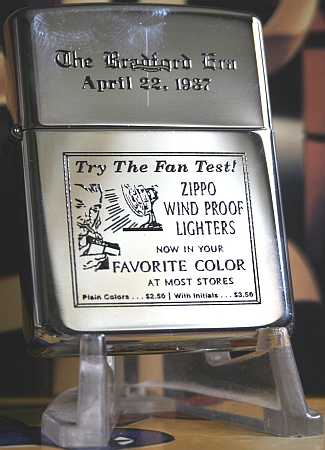 The Bradford Era
April 22, 1937
Try The Fan Test!
ZIPPO
WIND PROOF
LIGHTERS
NOW IN YOUR
FAVORITE COLOR
AT MOST STORES
Plain Colors . . . $2.50 | With Initials . . . $3.50